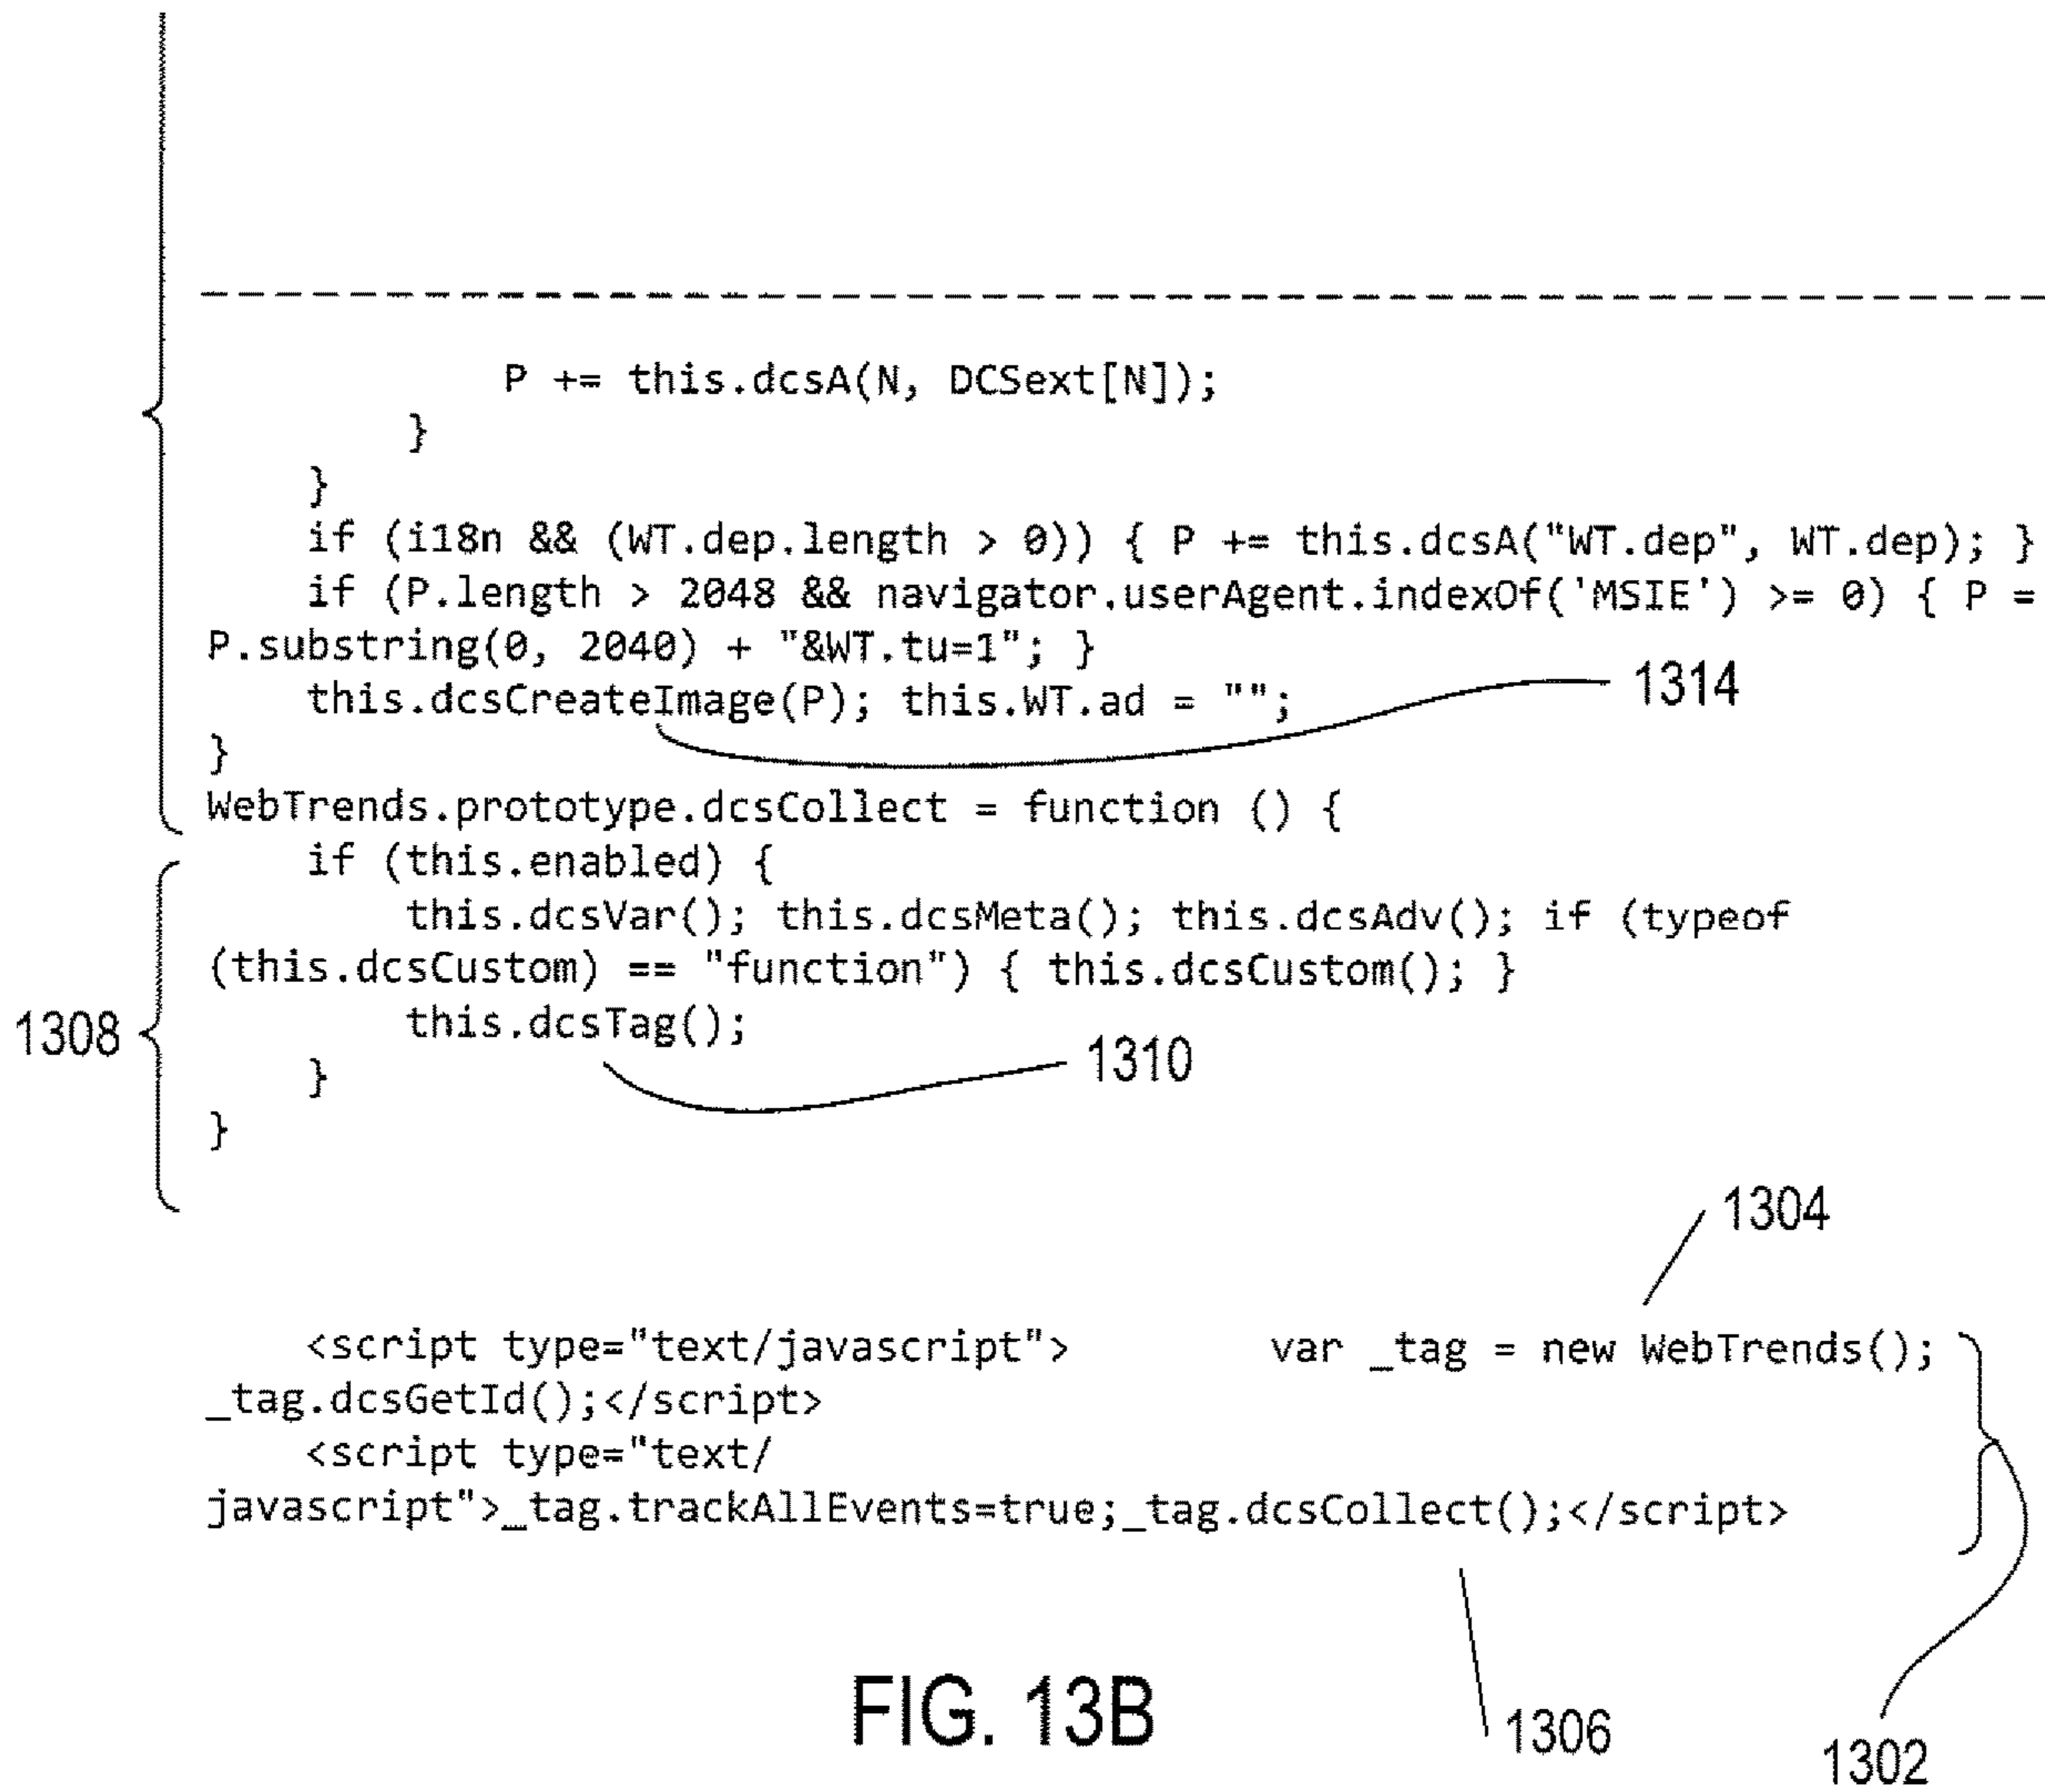 P += this.dcsA(N, DCSext[N]);
}
}
if (i18n && (WT.dep.length > 0)) { P += this.dcsA("WT.dep", WT.dep); }
if (P.length > 2048 && navigator.userAgent.indexOf('MSIE') >= 0) { P =
P.substring(0, 2040) + "&WT.tu=1"; }
this.dcsCreateImage(P); this.WT.ad = "";
1314
}
WebTrends.prototype.dcsCollect = function () {
if (this.enabled) {
this.dcsVar(); this.dcsMeta(); this.dcsAdv(); if (typeof
(this.dcsCustom) == "function") { this.dcsCustom(); }
this.dcsTag();
1308
1310
}
}
1304
<script type="text/javascript"> var _tag = new WebTrends();
_tag.dcsGetId();</script>
<script type="text/
javascript">_tag.trackAllEvents=true;_tag.dcsCollect();</script>
FIG. 13B
1306
1302